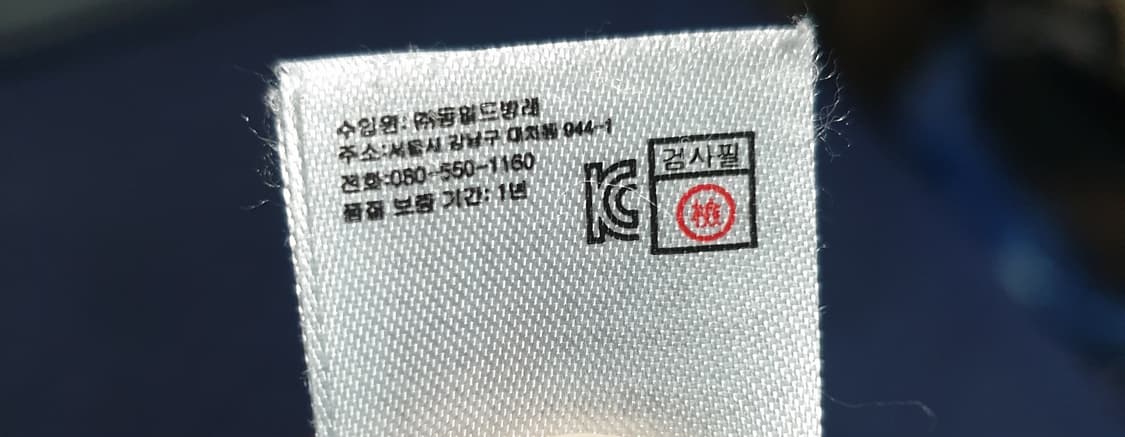 수입원: ㈜동일드방레
주소:서울시 강남구 대치동 944-1
전화:080-550-1160
품질 보증 기간: 1년
KC
검사필
檢